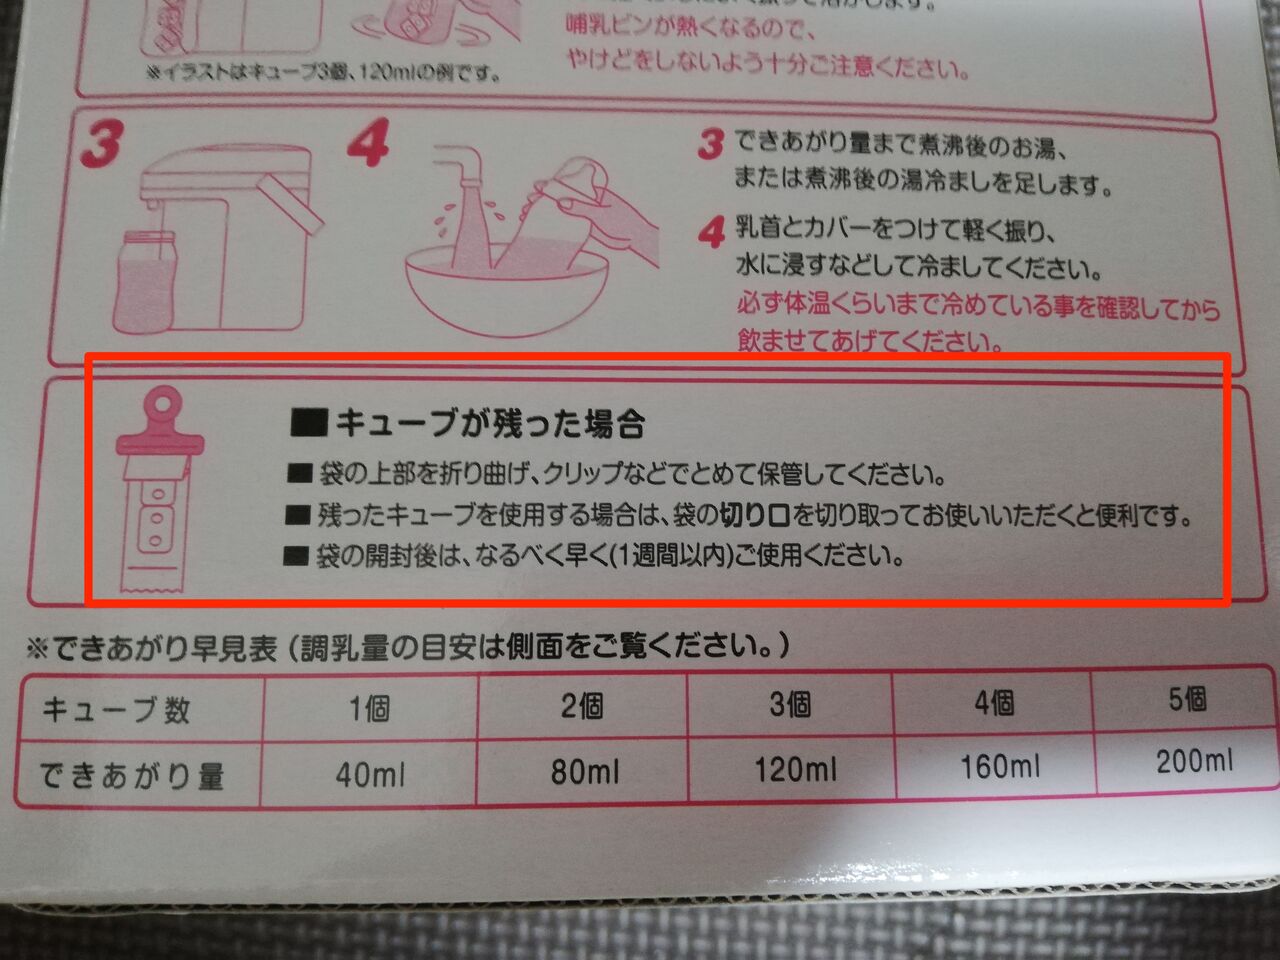 哺乳ビンが熱くなるので、
やけどをしないよう十分ご注意ください。
※イラストはキューブ3個、120mlの例です。
3
4
3 できあがり量まで煮沸後のお湯、
または煮沸後の湯冷ましを足します。
4 乳首とカバーをつけて軽く振り、
水に浸すなどして冷ましてください。
必ず体温くらいまで冷めている事を確認してから
飲ませてあげてください。
■キューブが残った場合
■袋の上部を折り曲げ、クリップなどでとめて保管してください。
■残ったキューブを使用する場合は、袋の切り口を切り取ってお使いいただくと便利です。
■袋の開封後は、なるべく早く(1週間以内)ご使用ください。
※できあがり早見表（調乳量の目安は側面をご覧ください。）
キューブ数 1個 2個 3個 4個 5個
できあがり量 40ml 80ml 120ml 160ml 200ml